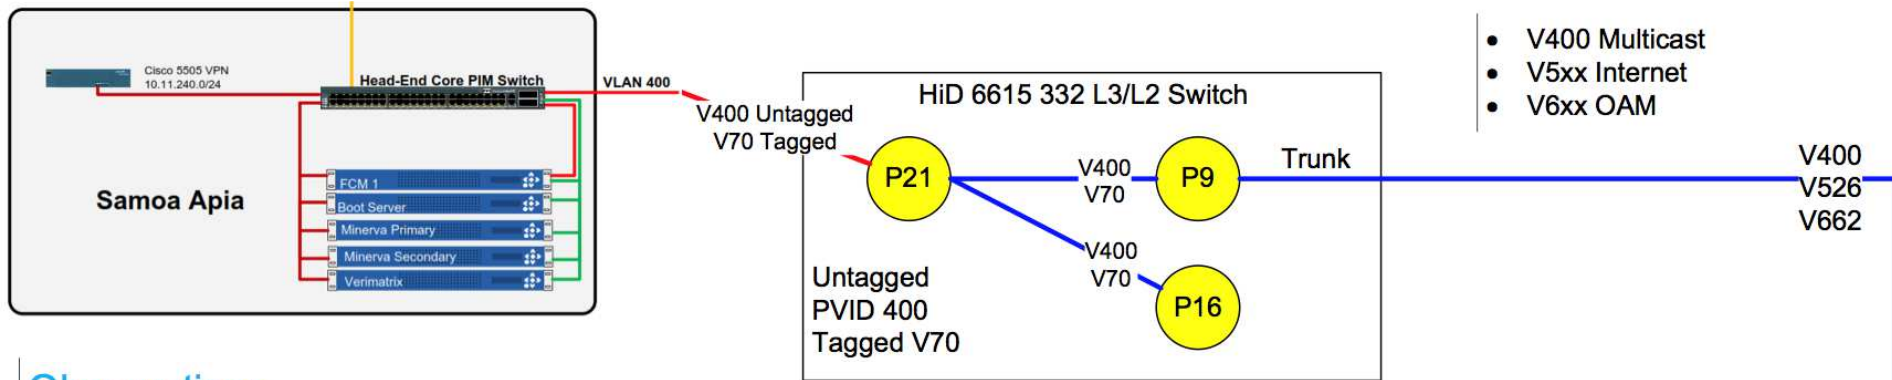 Cisco 5505 VPN
10.11.240.0/24
Head-End Core PIM Switch
Samoa Apia
FCM 1
Boot Server
Minerva Primary
Minerva Secondary
Verimatrix
VLAN 400
V400 Untagged
V70 Tagged
HiD 6615 332 L3/L2 Switch
P21
V400
V70
P9
Trunk
V400
V70
P16
Untagged
PVID 400
Tagged V70
• V400 Multicast
• V5xx Internet
• V6xx OAM
V400
V526
V662